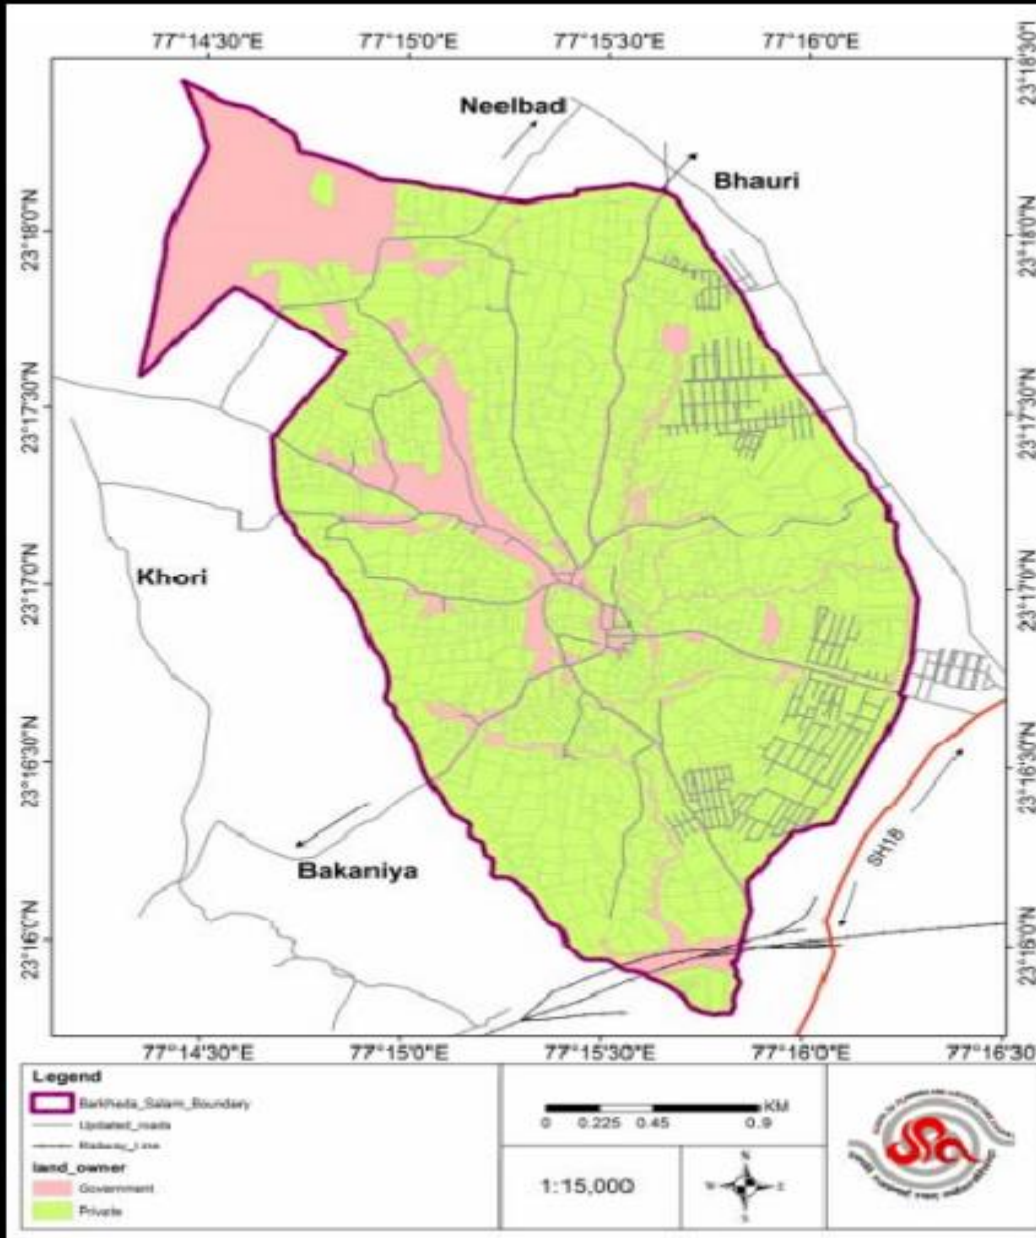 77°14'30"E 77°15'0"E 77°15'30"E 77°16'0"E
23°18'30"
Neelbad
Bhauri
23°18'0"N 23°18'0"N
23°17'30"N 23°17'30"N
Khori
23°17'0"N 23°17'0"N
23°16'30"N 23°16'30"N
SH18
Bakaniya
23°16'0"N 23°16'0"N
77°14'30"E 77°15'0"E 77°15'30"E 77°16'0"E 77°16'30"
Legend
Barkheda_Salam_Boundary
Updated_roads
Railway_Line
land_owner
Government
Private
KM
0 0.225 0.45 0.9
1:15,000
N
W E
S